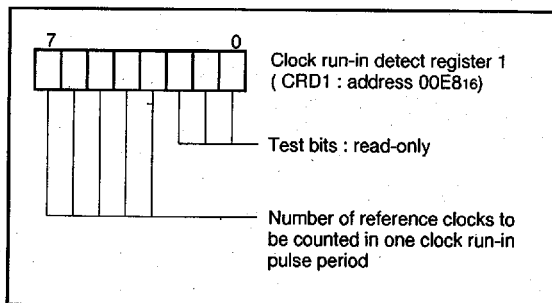 7 0
Clock run-in detect register 1
( CRD1 : address 00E816)
Test bits : read-only
Number of reference clocks to
be counted in one clock run-in
pulse period